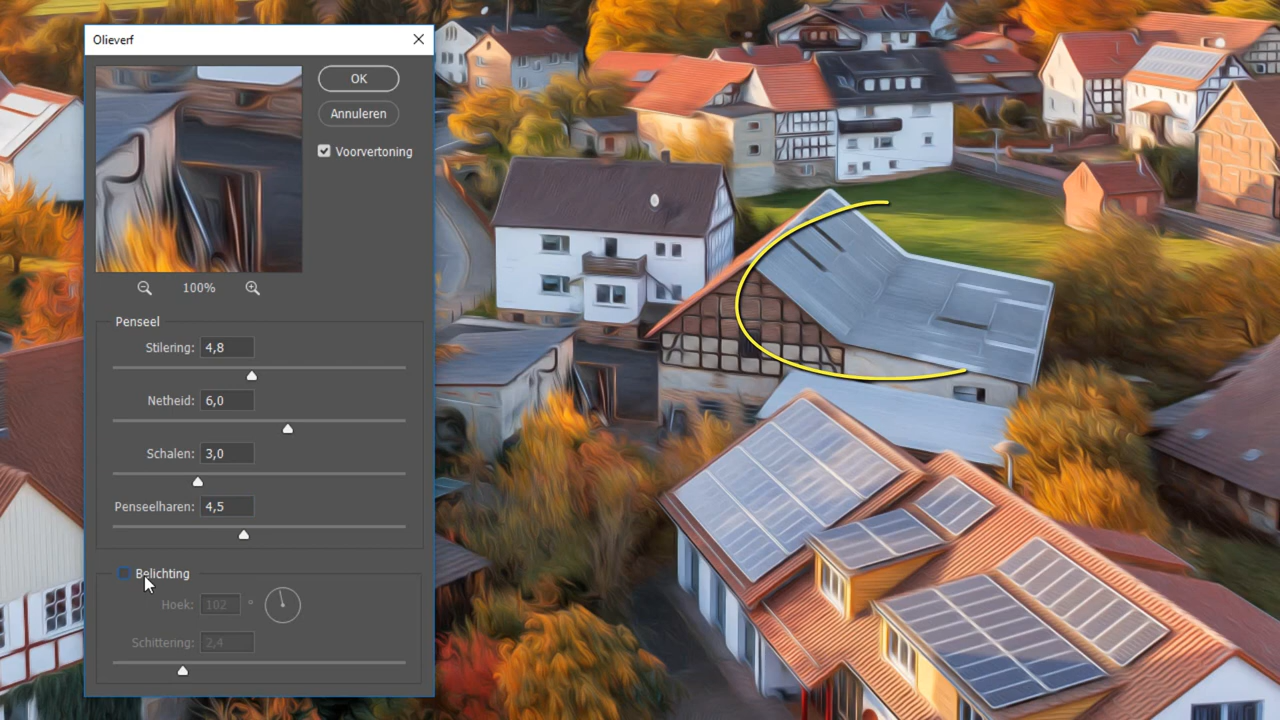 Olieverf
OK
Annuleren
Voorvertoning
100%
Penseel
Stilering: 4,8
Netheid: 6,0
Schalen: 3,0
Penseelharen: 4,5
Belichting
Hoek: 102 °
Schittering: 2,4